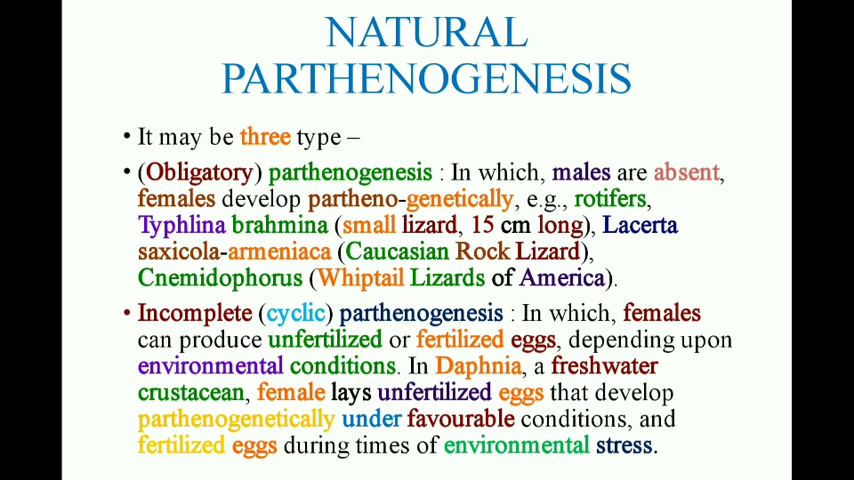 NATURAL
PARTHENOGENESIS
• It may be three type –
• (Obligatory) parthenogenesis : In which, males are absent,
females develop partheno-genetically, e.g., rotifers,
Typhlina brahmina (small lizard, 15 cm long), Lacerta
saxicola-armeniaca (Caucasian Rock Lizard),
Cnemidophorus (Whiptail Lizards of America).
• Incomplete (cyclic) parthenogenesis : In which, females
can produce unfertilized or fertilized eggs, depending upon
environmental conditions. In Daphnia, a freshwater
crustacean, female lays unfertilized eggs that develop
parthenogenetically under favourable conditions, and
fertilized eggs during times of environmental stress.